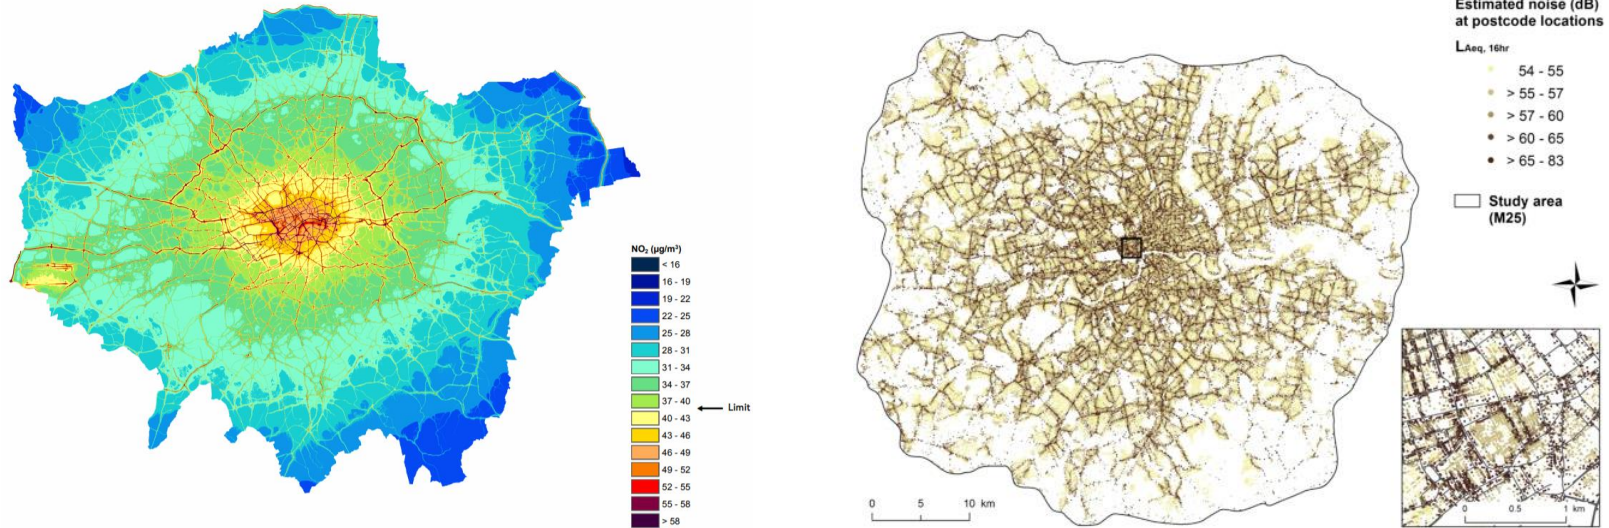 NO₂ (µg/m³)
< 16
16 - 19
19 - 22
22 - 25
25 - 28
28 - 31
31 - 34
34 - 37
37 - 40
40 - 43
43 - 46
46 - 49
49 - 52
52 - 55
55 - 58
> 58
Limit
Estimated noise (dB)
at postcode locations
LAeq, 16hr
54 - 55
> 55 - 57
> 57 - 60
> 60 - 65
> 65 - 83
Study area
(M25)
0 5 10 km
0 0.5 1 km